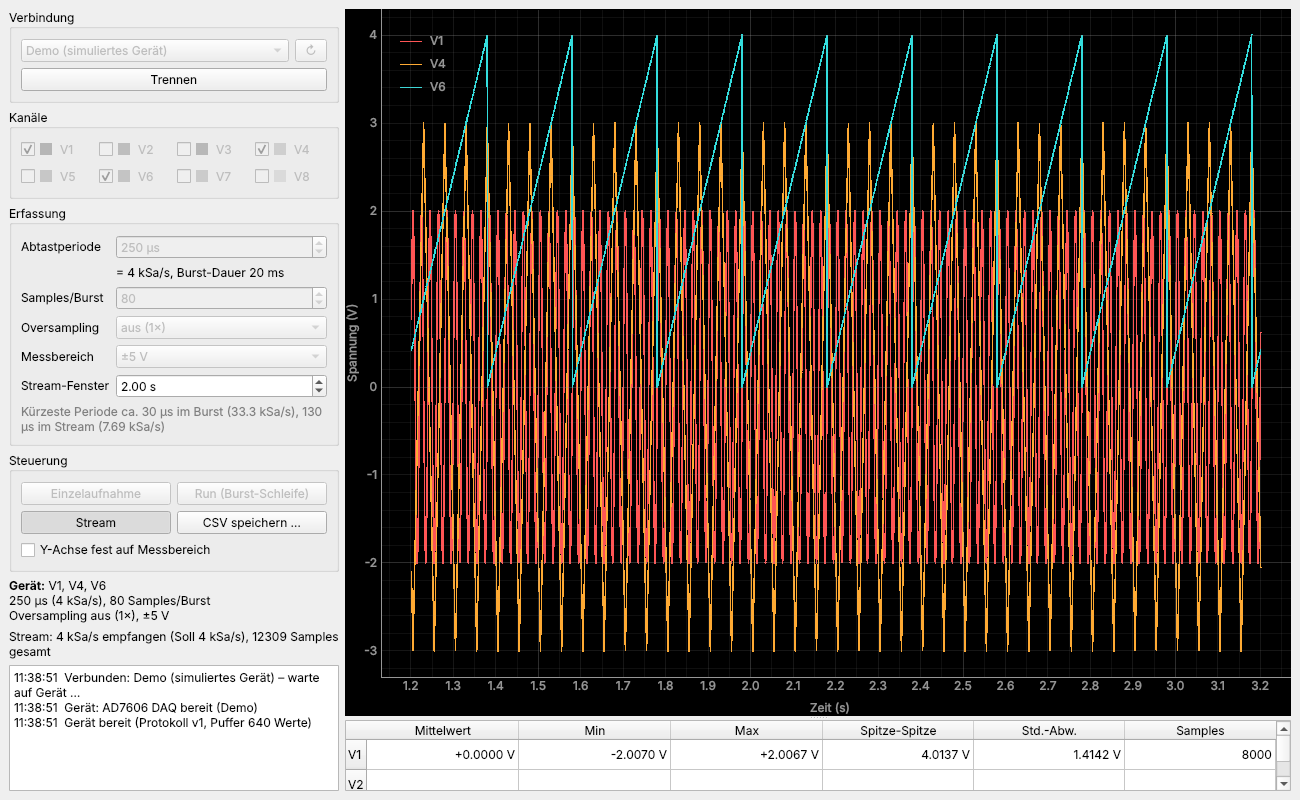 Verbindung
Demo (simuliertes Gerät)
Trennen
Kanäle
V1 V2 V3 V4
V5 V6 V7 V8
Erfassung
Abtastperiode 250 µs
= 4 kSa/s, Burst-Dauer 20 ms
Samples/Burst 80
Oversampling aus (1×)
Messbereich ±5 V
Stream-Fenster 2.00 s
Kürzeste Periode ca. 30 µs im Burst (33.3 kSa/s), 130
µs im Stream (7.69 kSa/s)
Steuerung
Einzelaufnahme Run (Burst-Schleife)
Stream CSV speichern ...
Y-Achse fest auf Messbereich
Gerät: V1, V4, V6
250 µs (4 kSa/s), 80 Samples/Burst
Oversampling aus (1×), ±5 V
Stream: 4 kSa/s empfangen (Soll 4 kSa/s), 12309 Samples
gesamt
11:38:51 Verbunden: Demo (simuliertes Gerät) – warte
auf Gerät ...
11:38:51 Gerät: AD7606 DAQ bereit (Demo)
11:38:51 Gerät bereit (Protokoll v1, Puffer 640 Werte)
V1
V4
V6
Spannung (V)
4
3
2
1
0
-1
-2
-3
1.2 1.3 1.4 1.5 1.6 1.7 1.8 1.9 2.0 2.1 2.2 2.3 2.4 2.5 2.6 2.7 2.8 2.9 3.0 3.1 3.2
Zeit (s)
Mittelwert Min Max Spitze-Spitze Std.-Abw. Samples
V1 +0.0000 V -2.0070 V +2.0067 V 4.0137 V 1.4142 V 8000
V2